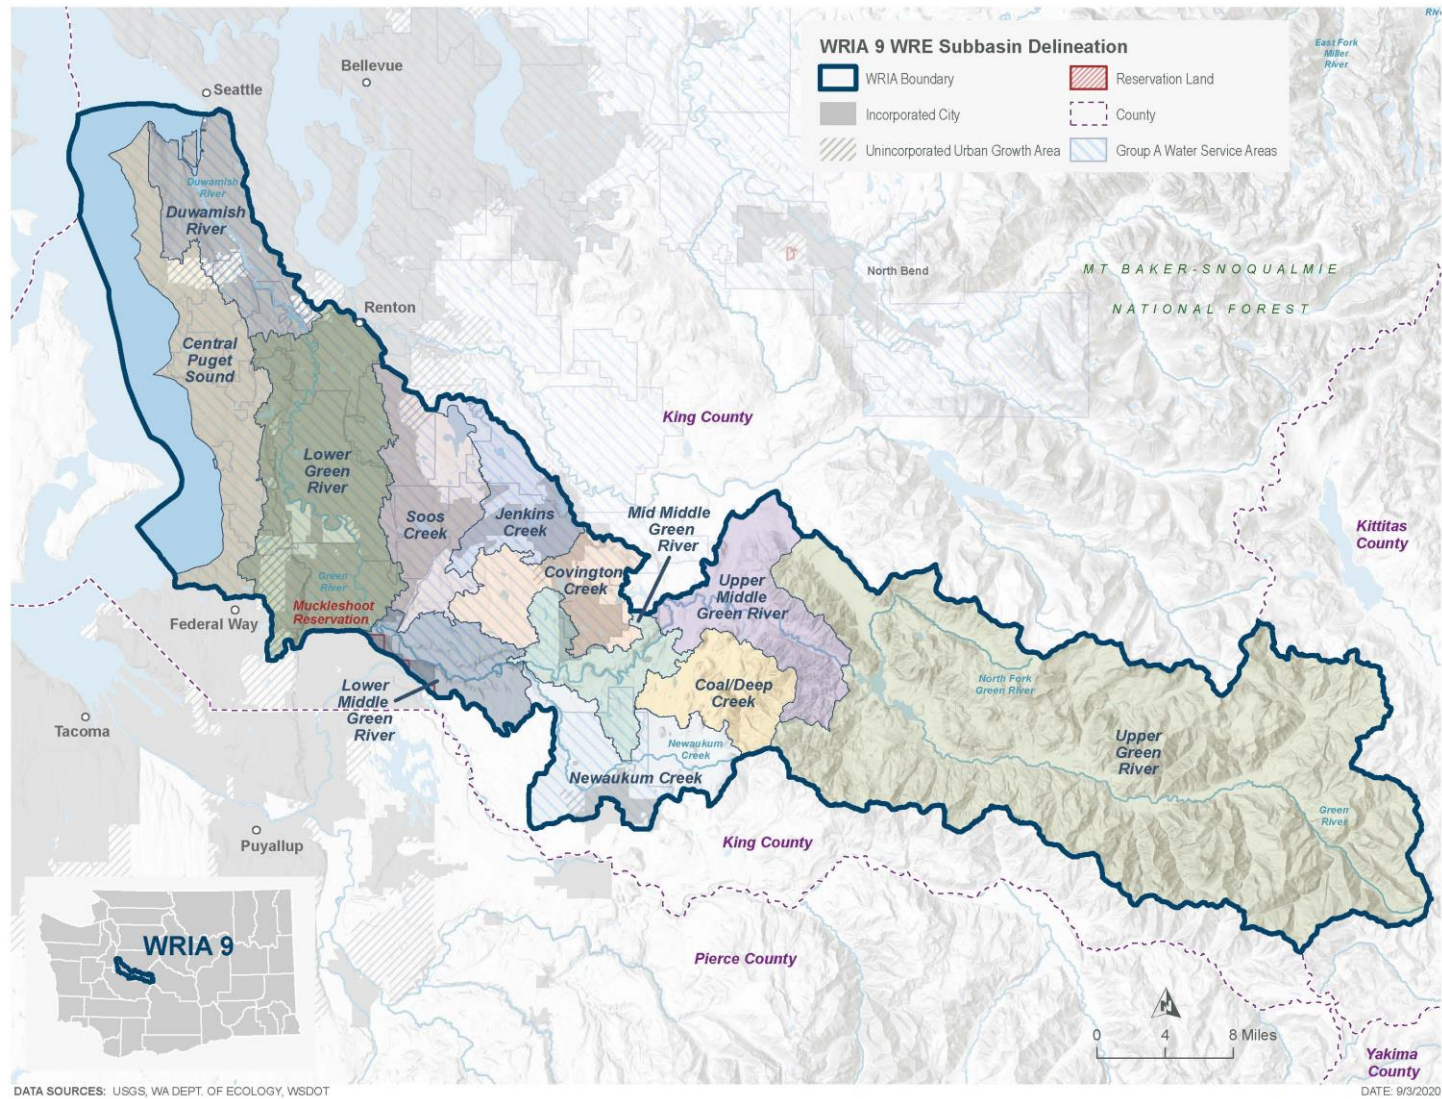 WRIA 9 WRE Subbasin Delineation
WRIA Boundary
Reservation Land
Incorporated City
County
Unincorporated Urban Growth Area
Group A Water Service Areas
East Fork
Miller
River
Seattle
Bellevue
Duwamish
River
Duwamish
River
North Bend
MT BAKER-SNOQUALMIE
NATIONAL FOREST
Renton
Central
Puget
Sound
King County
Lower
Green
River
Soos
Creek
Jenkins
Creek
Mid Middle
Green
River
Kittitas
County
Covington
Creek
Upper
Middle
Green River
Green
River
Muckleshoot
Reservation
Federal Way
Lower
Middle
Green
River
Coal/Deep
Creek
North Fork
Green River
Tacoma
Upper
Green
River
Newaukum
Creek
Newaukum Creek
Green
River
Puyallup
King County
WRIA 9
Pierce County
N
0 4 8 Miles
Yakima
County
DATA SOURCES: USGS, WA DEPT. OF ECOLOGY, WSDOT
DATE: 9/3/2020